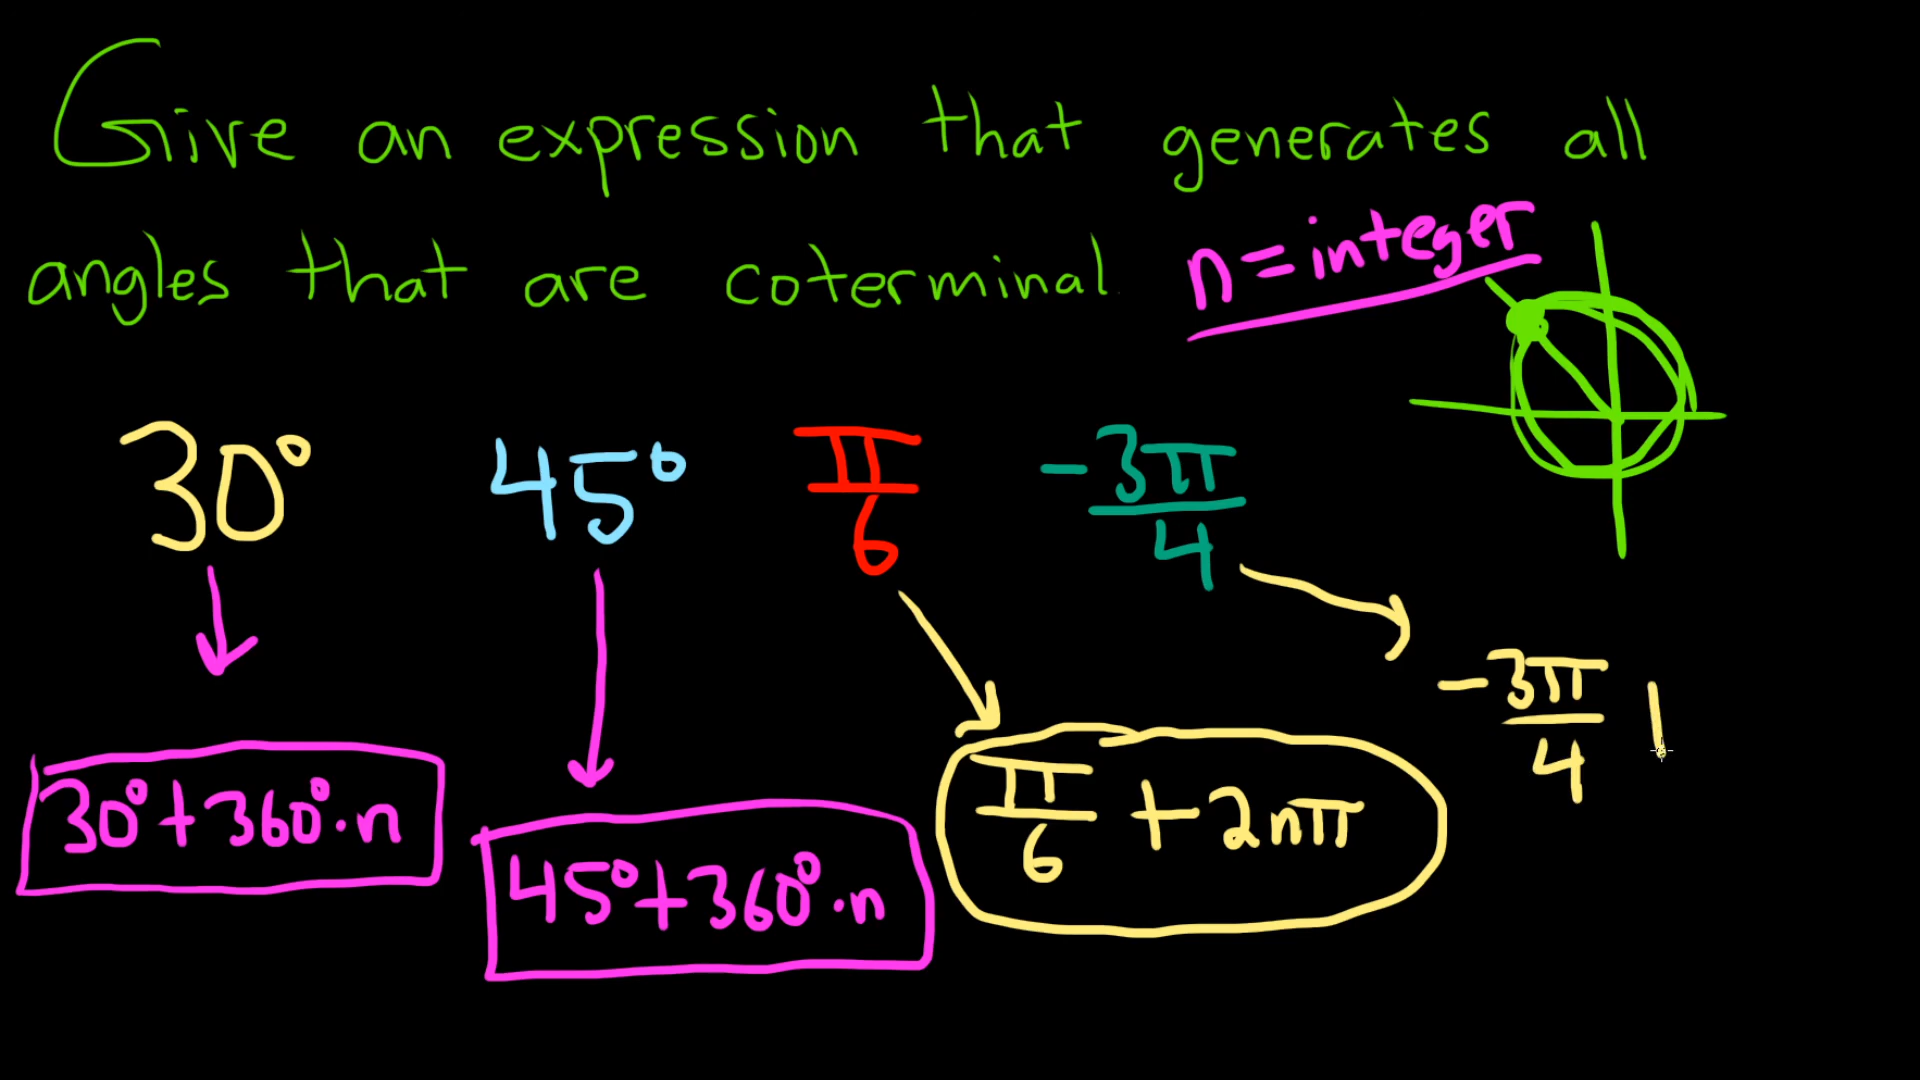 Give an expression that generates all
angles that are coterminal.
n = integer
30° 45° π/6 -3π/4
30° + 360° · n
45° + 360° · n
π/6 + 2nπ
-3π/4